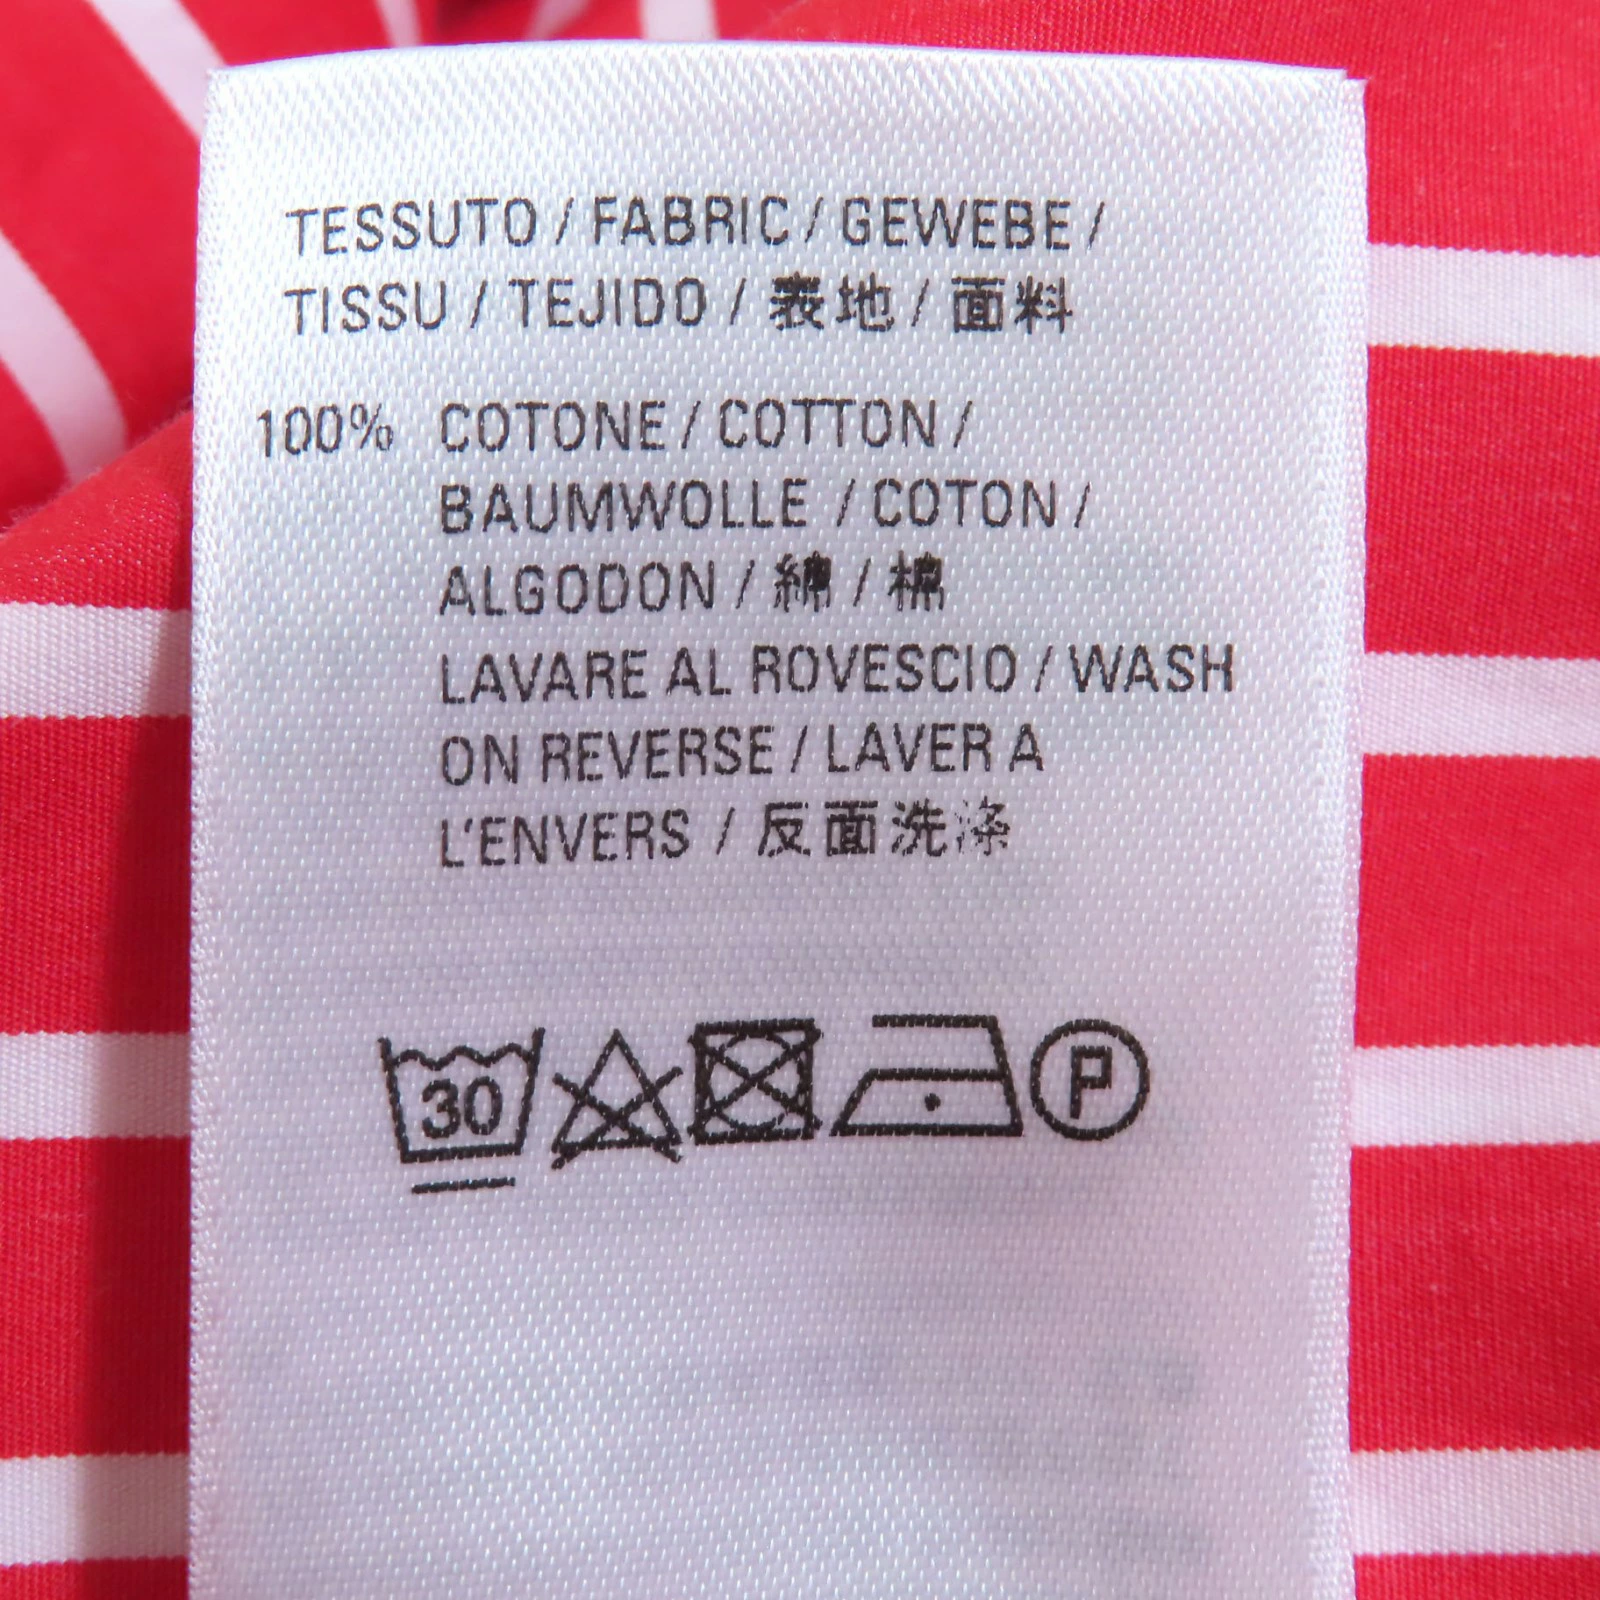 TESSUTO / FABRIC / GEWEBE /
TISSU / TEJIDO / 表地 / 面料
100% COTONE / COTTON /
BAUMWOLLE / COTON /
ALGODON / 綿 / 棉
LAVARE AL ROVESCIO / WASH
ON REVERSE / LAVER A
L'ENVERS / 反面洗涤
30 P